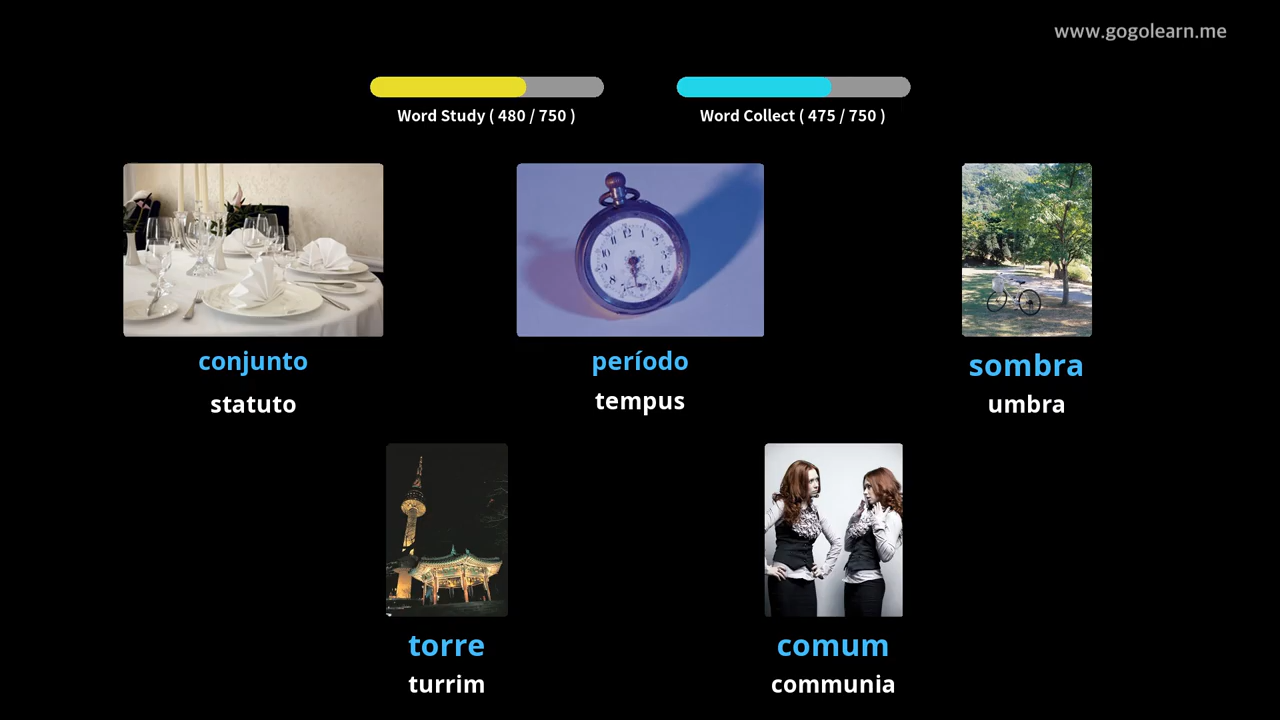 www.gogolearn.me
Word Study ( 480 / 750 )
Word Collect ( 475 / 750 )
conjunto
statuto
período
tempus
sombra
umbra
torre
turrim
comum
communia